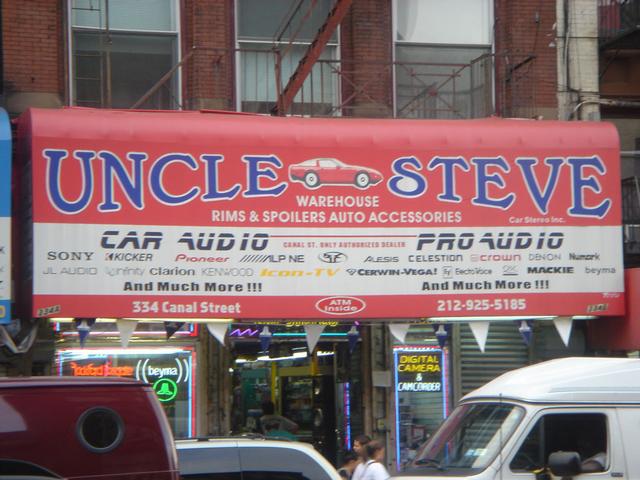 UNCLE STEVE
WAREHOUSE
RIMS & SPOILERS AUTO ACCESSORIES
Car Stereo Inc.
CAR AUDIO CANAL ST. ONLY AUTHORIZED DEALER PRO AUDIO
SONY KICKER Pioneer ALPINE ALESIS CELESTION crown DENON Numark
JL AUDIO infinity clarion KENWOOD Icon-TV CERWIN-VEGA! EV ElectroVoice MACKIE beyma
And Much More !!! And Much More !!!
334 Canal Street ATM Inside 212-925-5185
beyma
DIGITAL
CAMERA
&
CAMCORDER